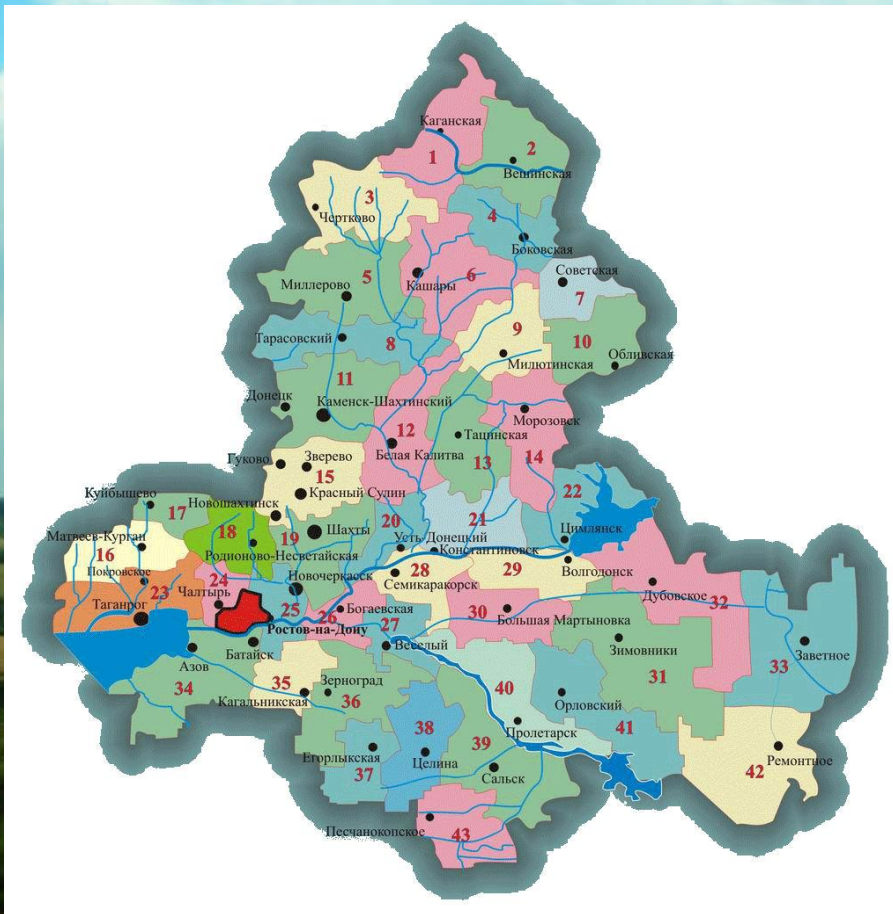 Каганская
1
2
Вешинская
3
Чертково
4
Боковская
5
Миллерово
6
Кашары
Советская
7
Тарасовский
8
9
Милютинская
10
Обливская
11
Донецк
Каменск-Шахтинский
12
Белая Калитва
Тацинская
13
Морозовск
14
Гуково
Зверево
15
Красный Сулин
Куйбышево
17
Новошахтинск
18
19
Шахты
20
21
22
Цимлянск
Матвеев-Курган
16
Родионово-Несветайская
Усть Донецкий
Константиновск
Покровское
23
24
Чалтырь
Новочеркасск
28
Семикаракорск
29
Волгодонск
Таганрог
25
26
Богаевская
27
30
Большая Мартыновка
Дубовское
32
Ростов-на-Дону
Батайск
Веселый
Зимовники
Заветное
33
Азов
34
35
Кагальникская
Зерноград
36
40
Орловский
31
Пролетарск
41
38
39
Егорлыкская
37
Целина
Сальск
42
Ремонтное
Песчанокопское
43